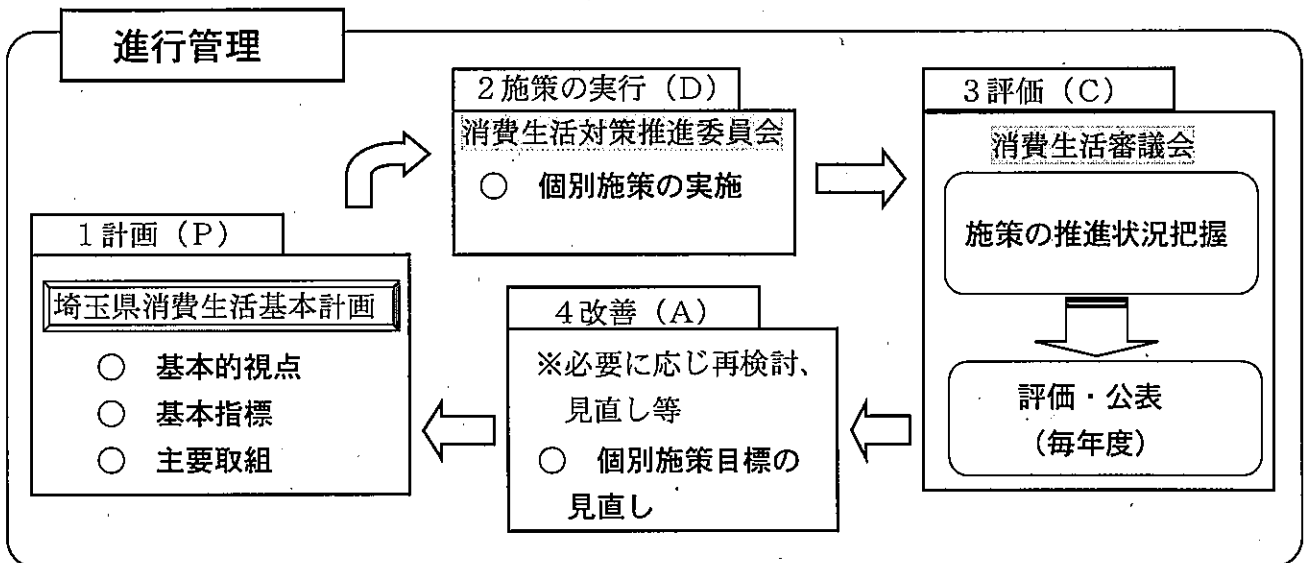 進行管理
1計画（P）
埼玉県消費生活基本計画
○ 基本的視点
○ 基本指標
○ 主要取組
2施策の実行（D）
消費生活対策推進委員会
○ 個別施策の実施
3評価（C）
消費生活審議会
施策の推進状況把握
評価・公表
（毎年度）
4改善（A）
※必要に応じ再検討、
見直し等
○ 個別施策目標の
見直し